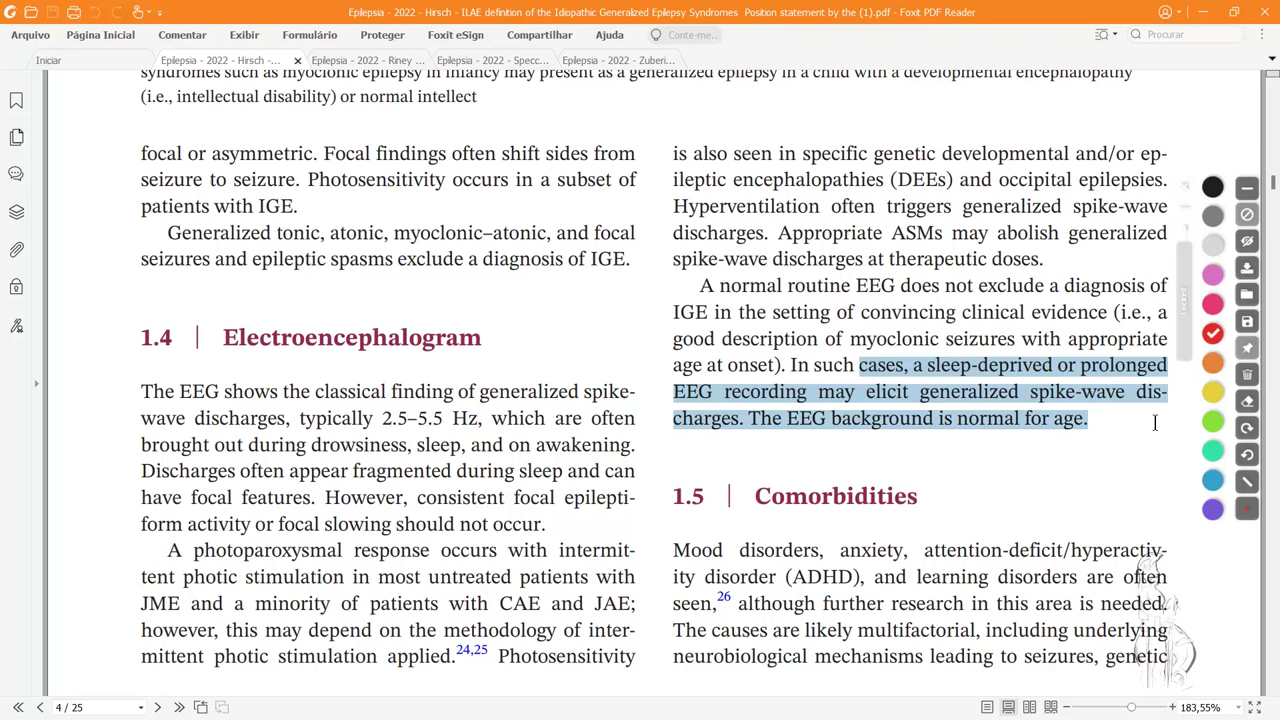 Epilepsia - 2022 - Hirsch - ILAE definition of the Idiopathic Generalized Epilepsy Syndromes  Position statement by the (1).pdf - Foxit PDF Reader
Arquivo Página Inicial Comentar Exibir Formulário Proteger Foxit eSign Compartilhar Ajuda Conte-me... Procurar
Iniciar Epilepsia - 2022 - Hirsch -... Epilepsia - 2022 - Riney ... Epilepsia - 2022 - Specc... Epilepsia - 2022 - Zuberi...
syndromes such as myoclonic epilepsy in infancy may present as a generalized epilepsy in a child with a developmental encephalopathy
(i.e., intellectual disability) or normal intellect
focal or asymmetric. Focal findings often shift sides from
seizure to seizure. Photosensitivity occurs in a subset of
patients with IGE.
Generalized tonic, atonic, myoclonic–atonic, and focal
seizures and epileptic spasms exclude a diagnosis of IGE.
1.4 | Electroencephalogram
The EEG shows the classical finding of generalized spike-
wave discharges, typically 2.5–5.5 Hz, which are often
brought out during drowsiness, sleep, and on awakening.
Discharges often appear fragmented during sleep and can
have focal features. However, consistent focal epilepti-
form activity or focal slowing should not occur.
A photoparoxysmal response occurs with intermit-
tent photic stimulation in most untreated patients with
JME and a minority of patients with CAE and JAE;
however, this may depend on the methodology of inter-
mittent photic stimulation applied.24,25 Photosensitivity
is also seen in specific genetic developmental and/or ep-
ileptic encephalopathies (DEEs) and occipital epilepsies.
Hyperventilation often triggers generalized spike-wave
discharges. Appropriate ASMs may abolish generalized
spike-wave discharges at therapeutic doses.
A normal routine EEG does not exclude a diagnosis of
IGE in the setting of convincing clinical evidence (i.e., a
good description of myoclonic seizures with appropriate
age at onset). In such cases, a sleep-deprived or prolonged
EEG recording may elicit generalized spike-wave dis-
charges. The EEG background is normal for age.
1.5 | Comorbidities
Mood disorders, anxiety, attention-deficit/hyperactiv-
ity disorder (ADHD), and learning disorders are often
seen,26 although further research in this area is needed.
The causes are likely multifactorial, including underlying
neurobiological mechanisms leading to seizures, genetic
4 / 25 183,55%